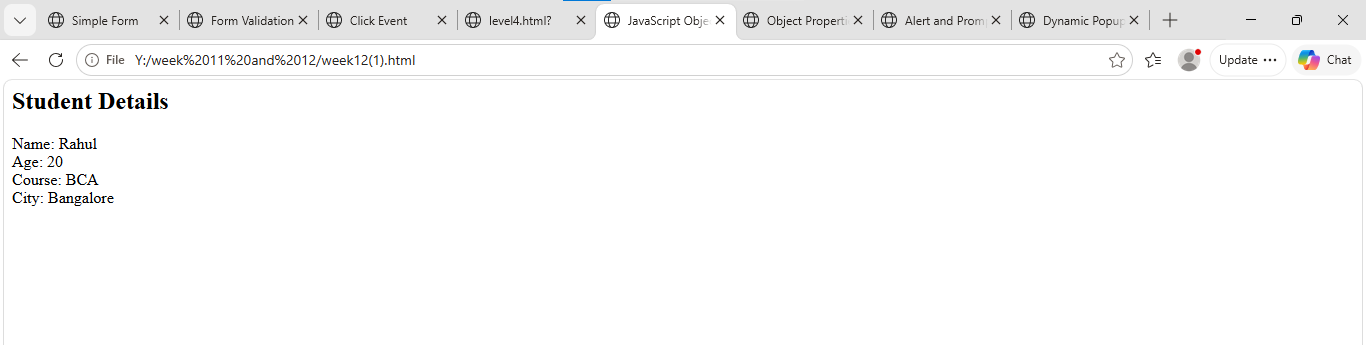 Simple Form
Form Validation
Click Event
level4.html?
JavaScript Obje
Object Properti
Alert and Prom
Dynamic Popup
File
Y:/week%2011%20and%2012/week12(1).html
Update
Chat
Student Details
Name: Rahul
Age: 20
Course: BCA
City: Bangalore